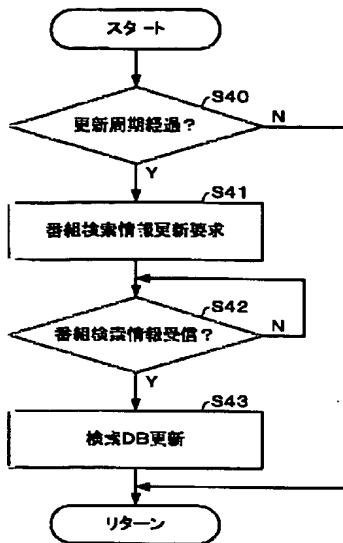 スタート
S40
更新周期経過？
N
Y
S41
番組検索情報更新要求
S42
番組検索情報受信？
N
Y
S43
検索DB更新
リターン